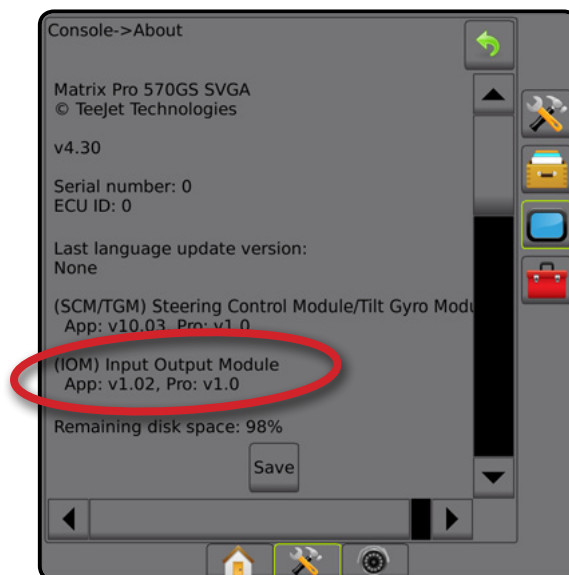 Console->About
Matrix Pro 570GS SVGA
© TeeJet Technologies
v4.30
Serial number: 0
ECU ID: 0
Last language update version:
None
(SCM/TGM) Steering Control Module/Tilt Gyro Modu
App: v10.03, Pro: v1.0
(IOM) Input Output Module
App: v1.02, Pro: v1.0
Remaining disk space: 98%
Save